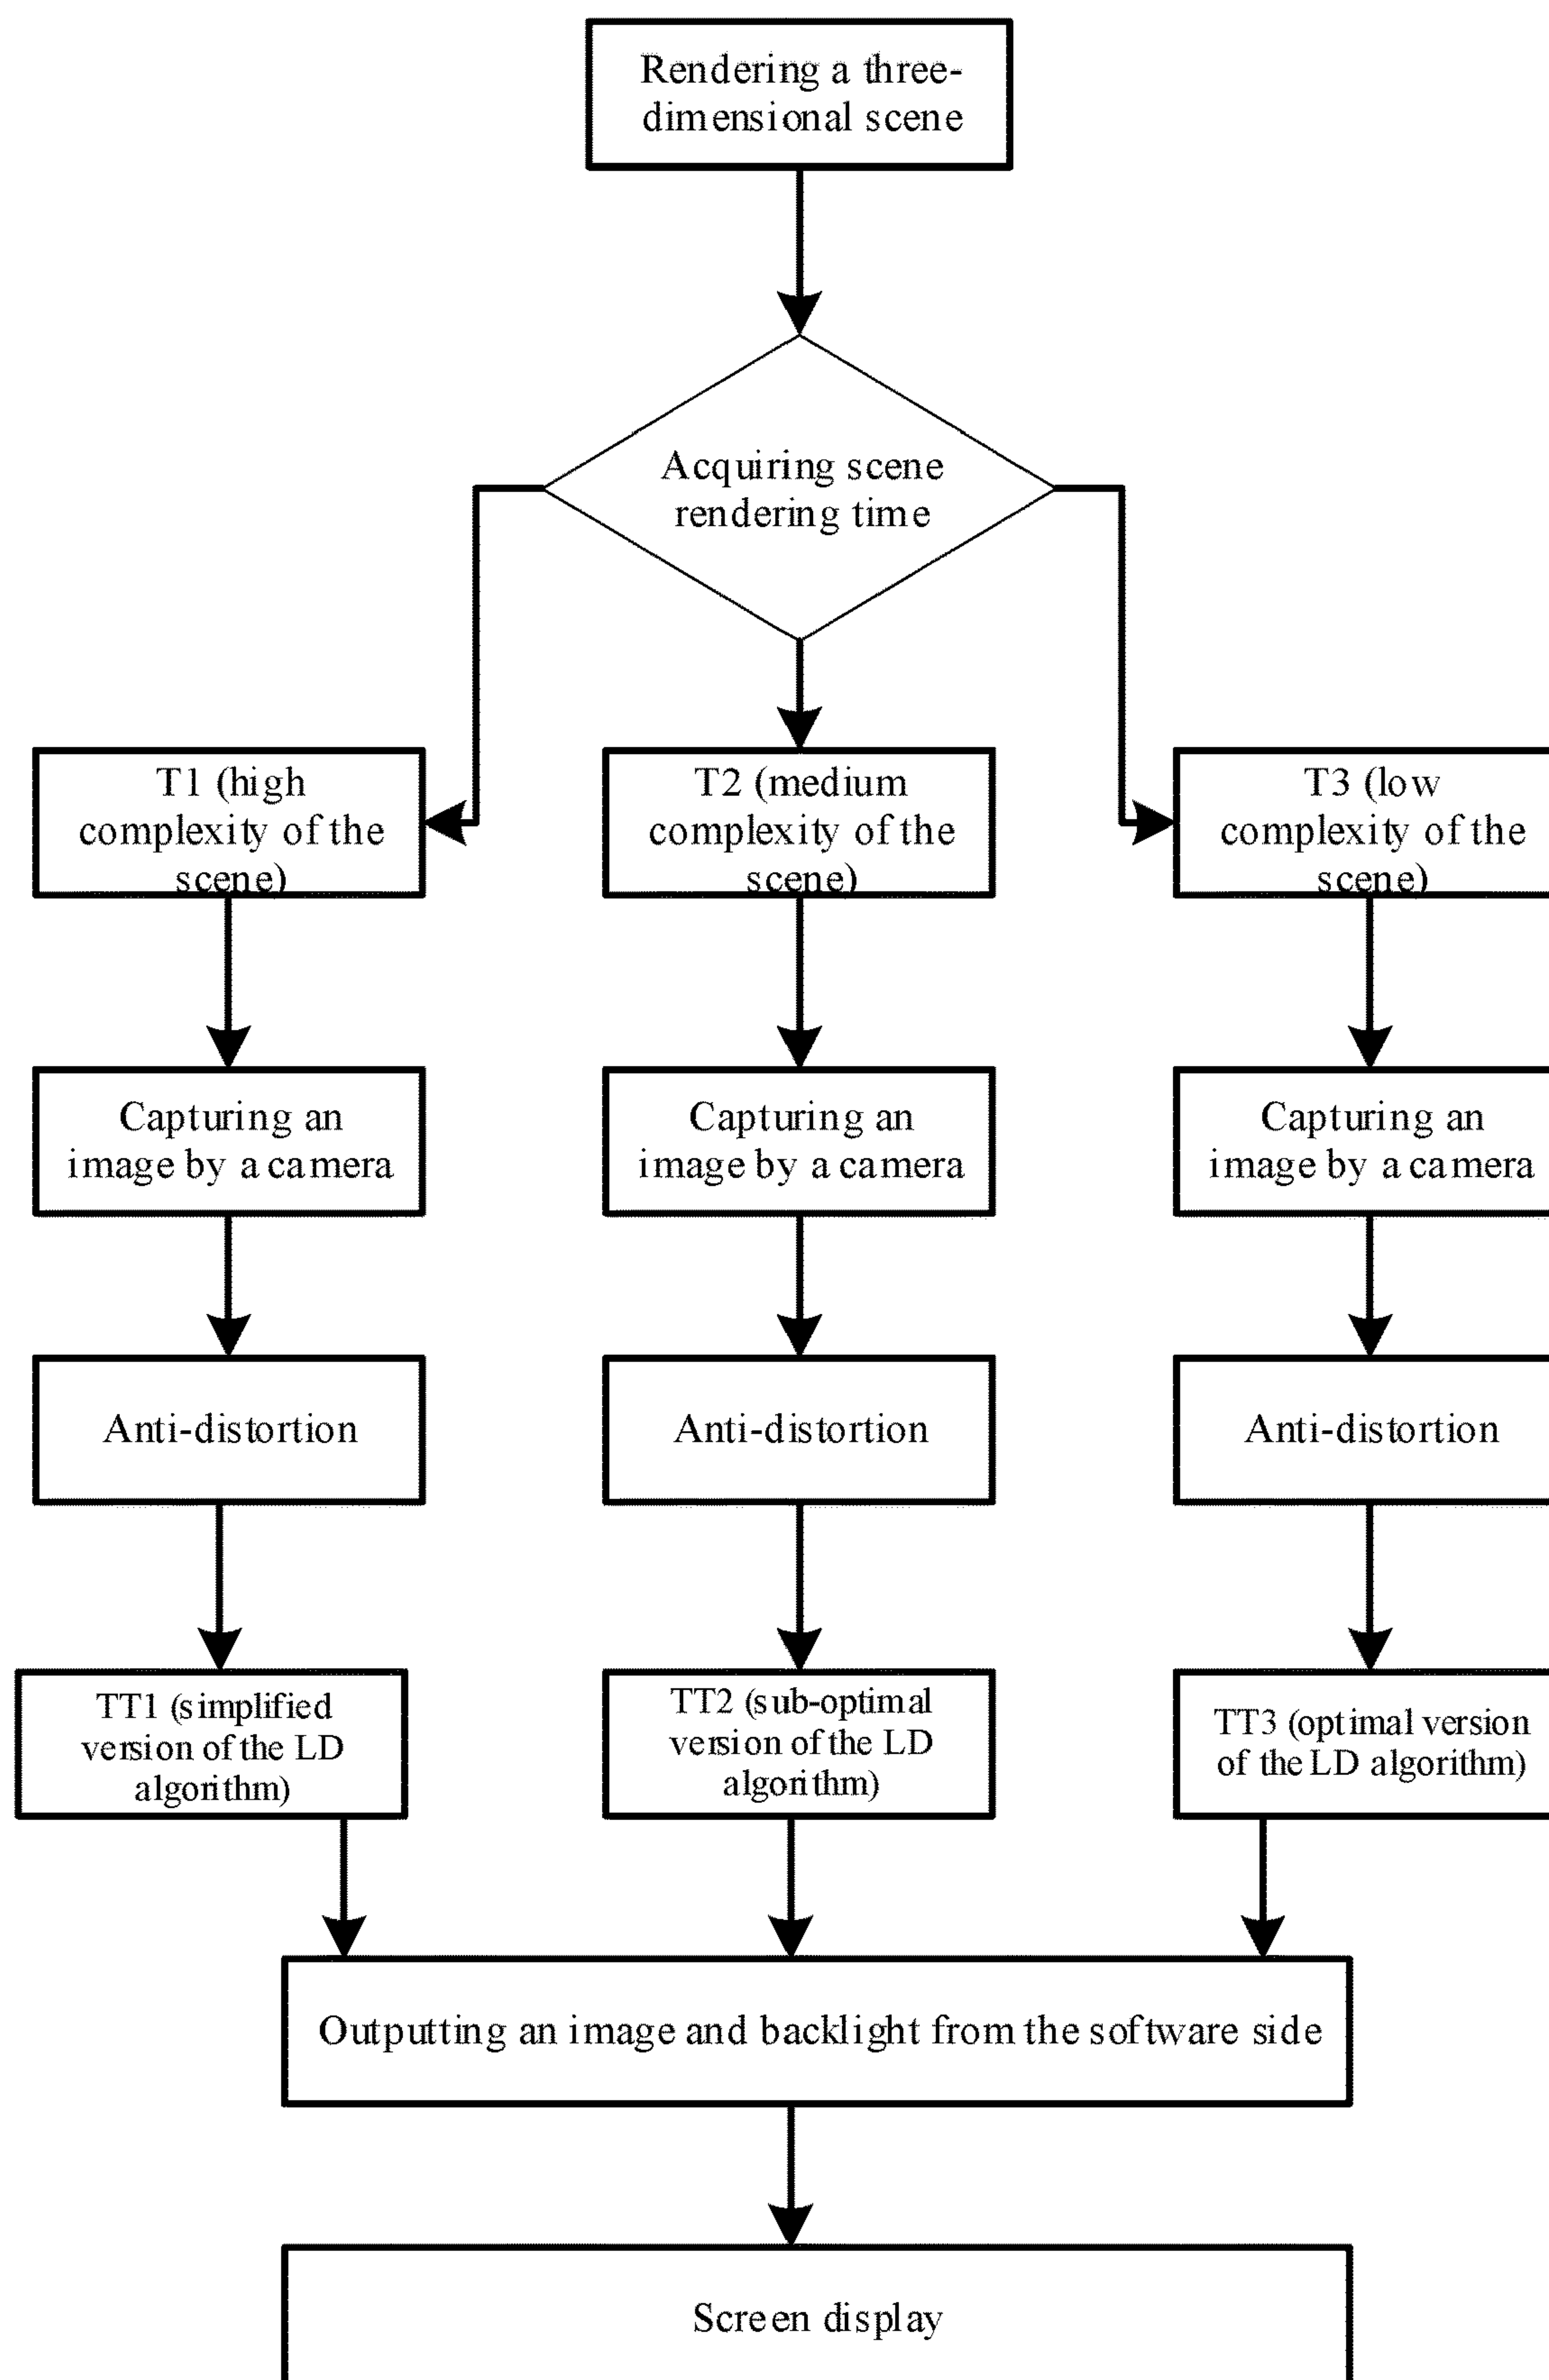 Rendering a three-
dimensional scene
Acquiring scene
rendering time
T1 (high
complexity of the
scene)
T2 (medium
complexity of the
scene)
T3 (low
complexity of the
scene)
Capturing an
image by a camera
Capturing an
image by a camera
Capturing an
image by a camera
Anti-distortion
Anti-distortion
Anti-distortion
TT1 (simplified
version of the LD
algorithm)
TT2 (sub-optimal
version of the LD
algorithm)
TT3 (optimal version
of the LD algorithm)
Outputting an image and backlight from the software side
Screen display